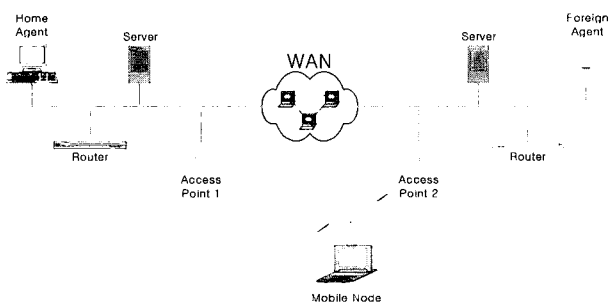 Home
Agent
Server
WAN
Server
Foreign
Agent
Router
Access
Point 1
Access
Point 2
Router
Mobile Node